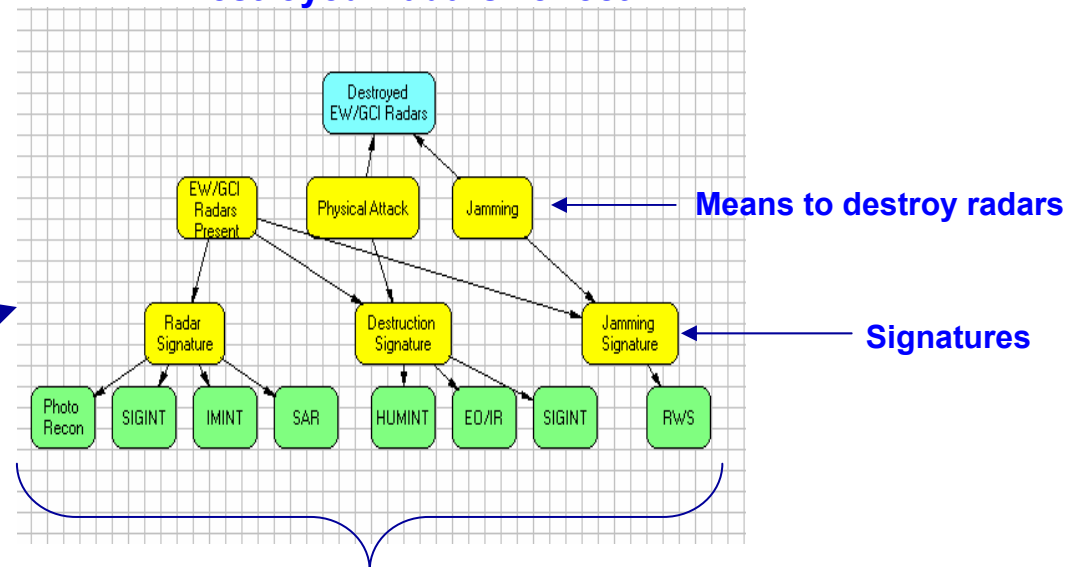 Destroyed
EW/GCI Radars
EW/GCI
Radars
Present
Physical Attack
Jamming
Means to destroy radars
Radar
Signature
Destruction
Signature
Jamming
Signature
Signatures
Photo
Recon
SIGINT
IMINT
SAR
HUMINT
EO/IR
SIGINT
RWS